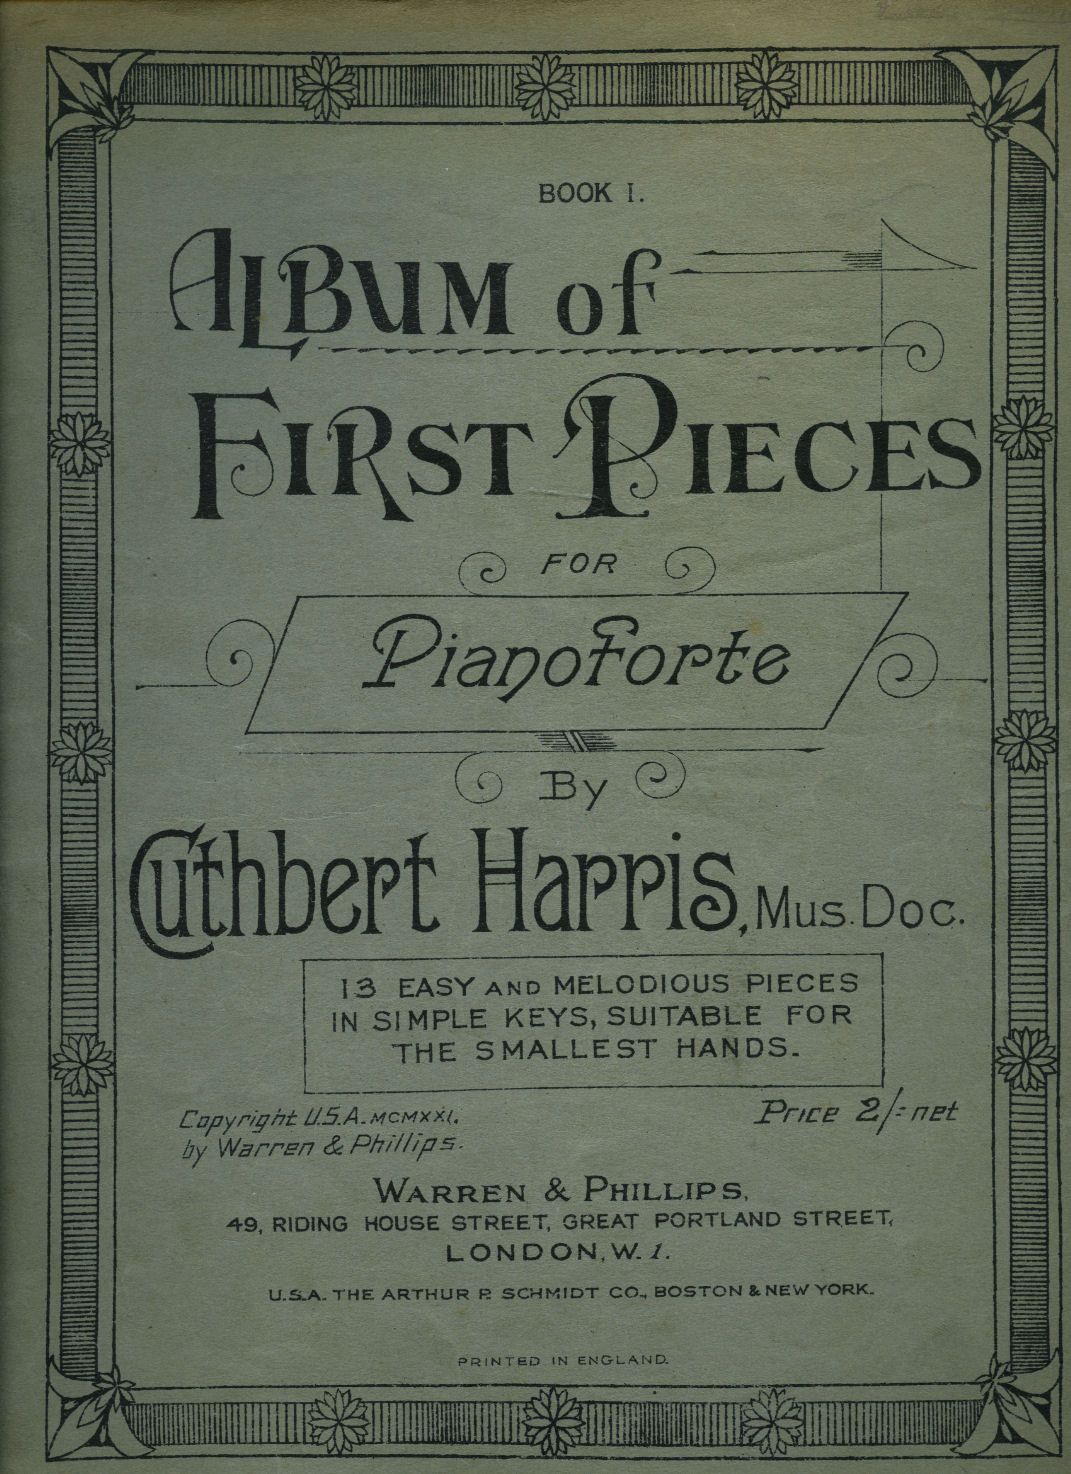 BOOK I.
ALBUM of
FIRST PIECES
FOR
Pianoforte
By
Cuthbert Harris, Mus. Doc.
13 EASY AND MELODIOUS PIECES
IN SIMPLE KEYS, SUITABLE FOR
THE SMALLEST HANDS.
Copyright U.S.A. MCMXXI.
by Warren & Phillips.
Price 2/= net
WARREN & PHILLIPS,
49, RIDING HOUSE STREET, GREAT PORTLAND STREET,
LONDON, W. 1.
U.S.A. THE ARTHUR P. SCHMIDT CO., BOSTON & NEW YORK.
PRINTED IN ENGLAND.